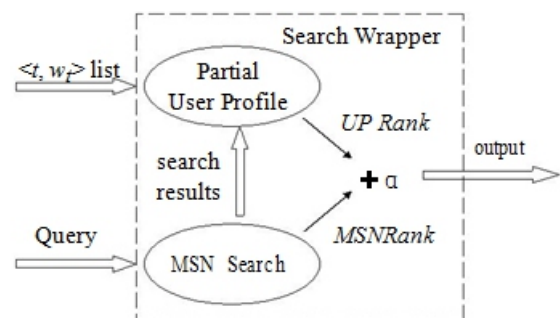 Search Wrapper
<t, wt> list
Partial
User Profile
UP Rank
search
results
+ α
output
Query
MSN Search
MSNRank